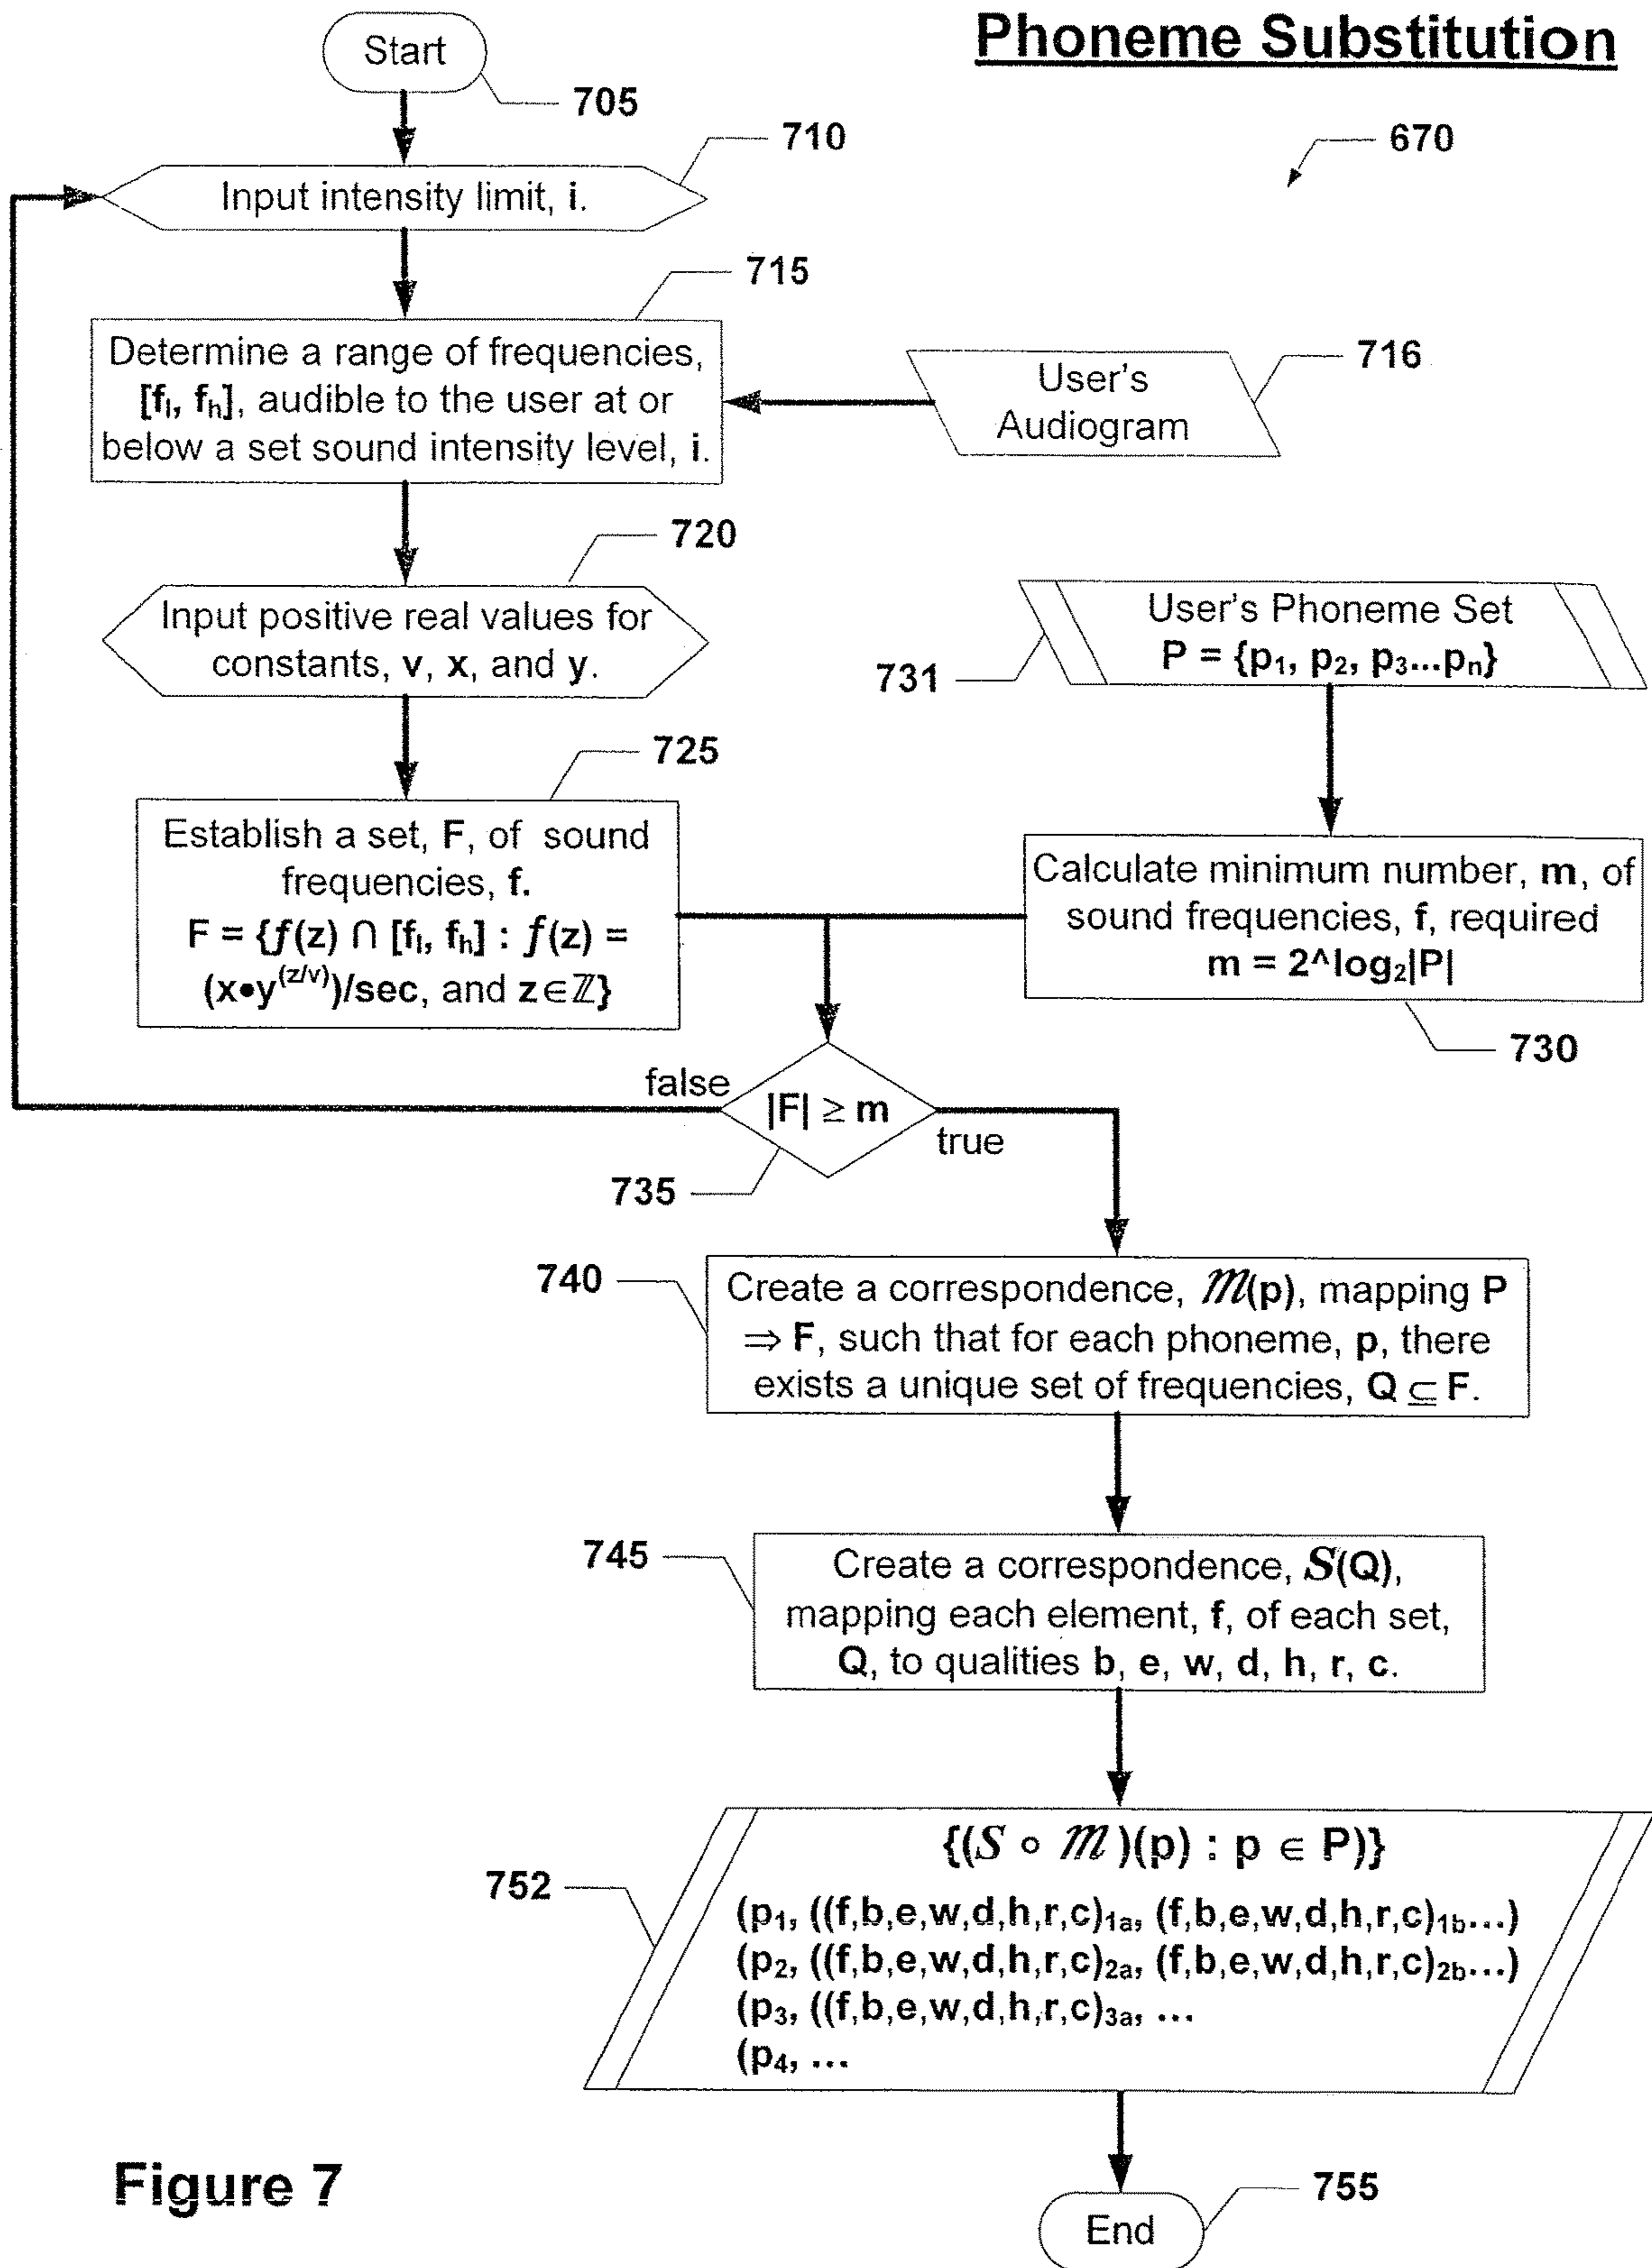 Phoneme Substitution
Start
705
670
710
Input intensity limit, i.
715
Determine a range of frequencies,
[fl, fh], audible to the user at or
below a set sound intensity level, i.
716
User's
Audiogram
720
Input positive real values for
constants, v, x, and y.
User's Phoneme Set
P = {p1, p2, p3...pn}
731
725
Establish a set, F, of sound
frequencies, f.
F = {f(z) ∩ [fl, fh] : f(z) =
(x•y^(z/v))/sec, and z∈ℤ}
Calculate minimum number, m, of
sound frequencies, f, required
m = 2^log2|P|
730
false
|F| ≥ m
true
735
740
Create a correspondence, ℳ(p), mapping P
⇒ F, such that for each phoneme, p, there
exists a unique set of frequencies, Q ⊆ F.
745
Create a correspondence, S(Q),
mapping each element, f, of each set,
Q, to qualities b, e, w, d, h, r, c.
752
{(S ∘ ℳ)(p) : p ∈ P)}
(p1, ((f,b,e,w,d,h,r,c)1a, (f,b,e,w,d,h,r,c)1b...)
(p2, ((f,b,e,w,d,h,r,c)2a, (f,b,e,w,d,h,r,c)2b...)
(p3, ((f,b,e,w,d,h,r,c)3a, ...
(p4, ...
Figure 7
755
End